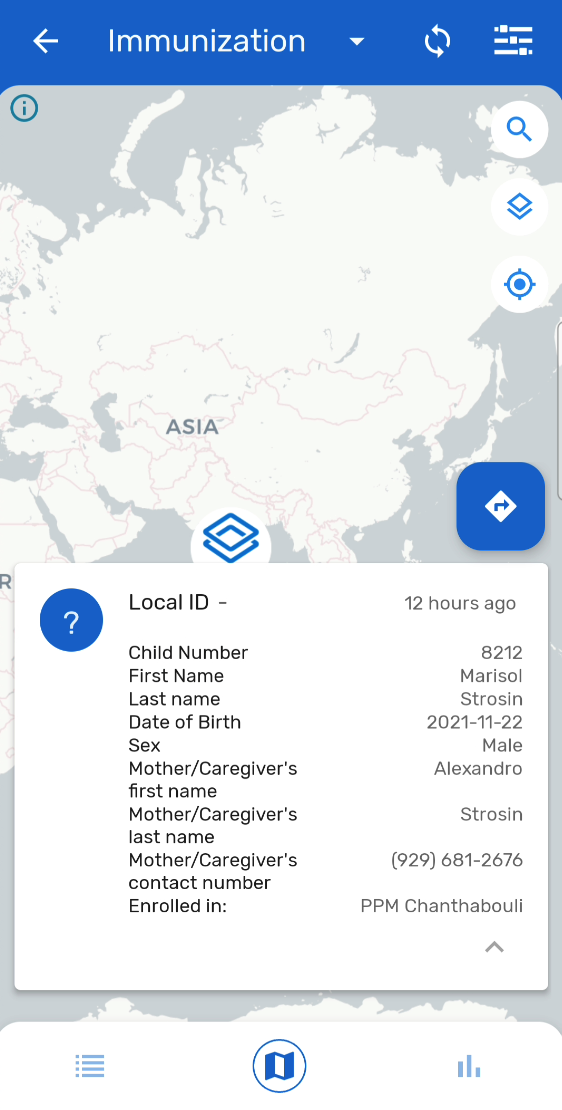 Immunization
ASIA
R
?
Local ID -
12 hours ago
Child Number 8212
First Name Marisol
Last name Strosin
Date of Birth 2021-11-22
Sex Male
Mother/Caregiver's Alexandro
first name
Mother/Caregiver's Strosin
last name
Mother/Caregiver's (929) 681-2676
contact number
Enrolled in: PPM Chanthabouli